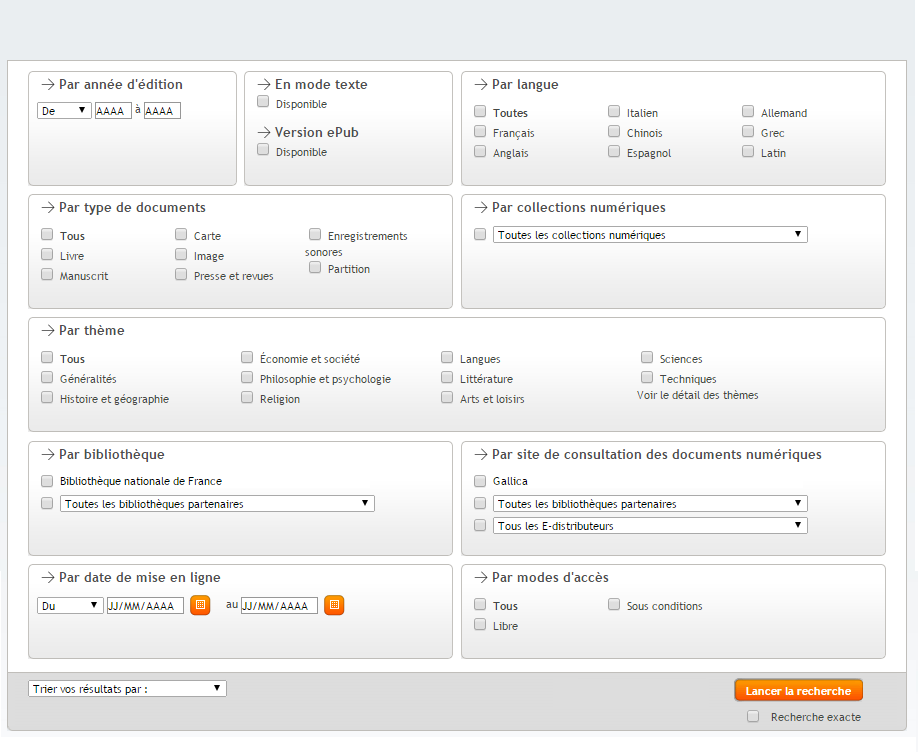 Par année d'édition
De AAAA à AAAA
En mode texte
Disponible
Version ePub
Disponible
Par langue
Toutes Italien Allemand
Français Chinois Grec
Anglais Espagnol Latin
Par type de documents
Tous Carte Enregistrements
sonores
Livre Image
Partition
Manuscrit Presse et revues
Par collections numériques
Toutes les collections numériques
Par thème
Tous Économie et société Langues Sciences
Généralités Philosophie et psychologie Littérature Techniques
Voir le détail des thèmes
Histoire et géographie Religion Arts et loisirs
Par bibliothèque
Bibliothèque nationale de France
Toutes les bibliothèques partenaires
Par site de consultation des documents numériques
Gallica
Toutes les bibliothèques partenaires
Tous les E-distributeurs
Par date de mise en ligne
Du JJ/MM/AAAA au JJ/MM/AAAA
Par modes d'accès
Tous Sous conditions
Libre
Trier vos résultats par :
Lancer la recherche
Recherche exacte